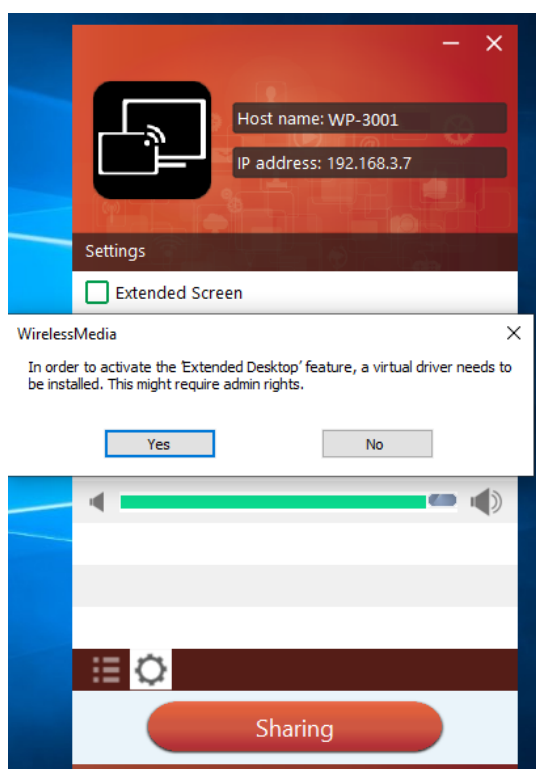 Host name: WP-3001
IP address: 192.168.3.7
Settings
Extended Screen
WirelessMedia
In order to activate the 'Extended Desktop' feature, a virtual driver needs to
be installed. This might require admin rights.
Yes
No
Sharing